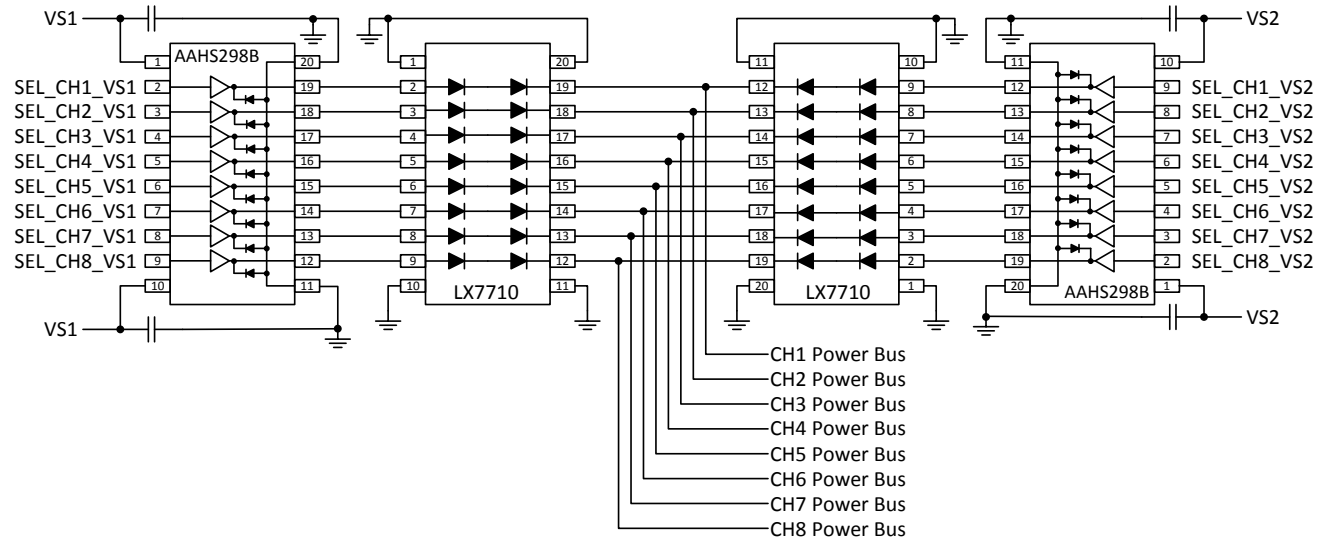 VS1 VS2
AAHS298B
1 20 1 20 11 10 11 10
SEL_CH1_VS1 2 19 2 19 12 9 12 9 SEL_CH1_VS2
SEL_CH2_VS1 3 18 3 18 13 8 13 8 SEL_CH2_VS2
SEL_CH3_VS1 4 17 4 17 14 7 14 7 SEL_CH3_VS2
SEL_CH4_VS1 5 16 5 16 15 6 15 6 SEL_CH4_VS2
SEL_CH5_VS1 6 15 6 15 16 5 16 5 SEL_CH5_VS2
SEL_CH6_VS1 7 14 7 14 17 4 17 4 SEL_CH6_VS2
SEL_CH7_VS1 8 13 8 13 18 3 18 3 SEL_CH7_VS2
SEL_CH8_VS1 9 12 9 12 19 2 19 2 SEL_CH8_VS2
10 11 10 11 20 1 20 1
LX7710 LX7710 AAHS298B
VS1 VS2
CH1 Power Bus
CH2 Power Bus
CH3 Power Bus
CH4 Power Bus
CH5 Power Bus
CH6 Power Bus
CH7 Power Bus
CH8 Power Bus